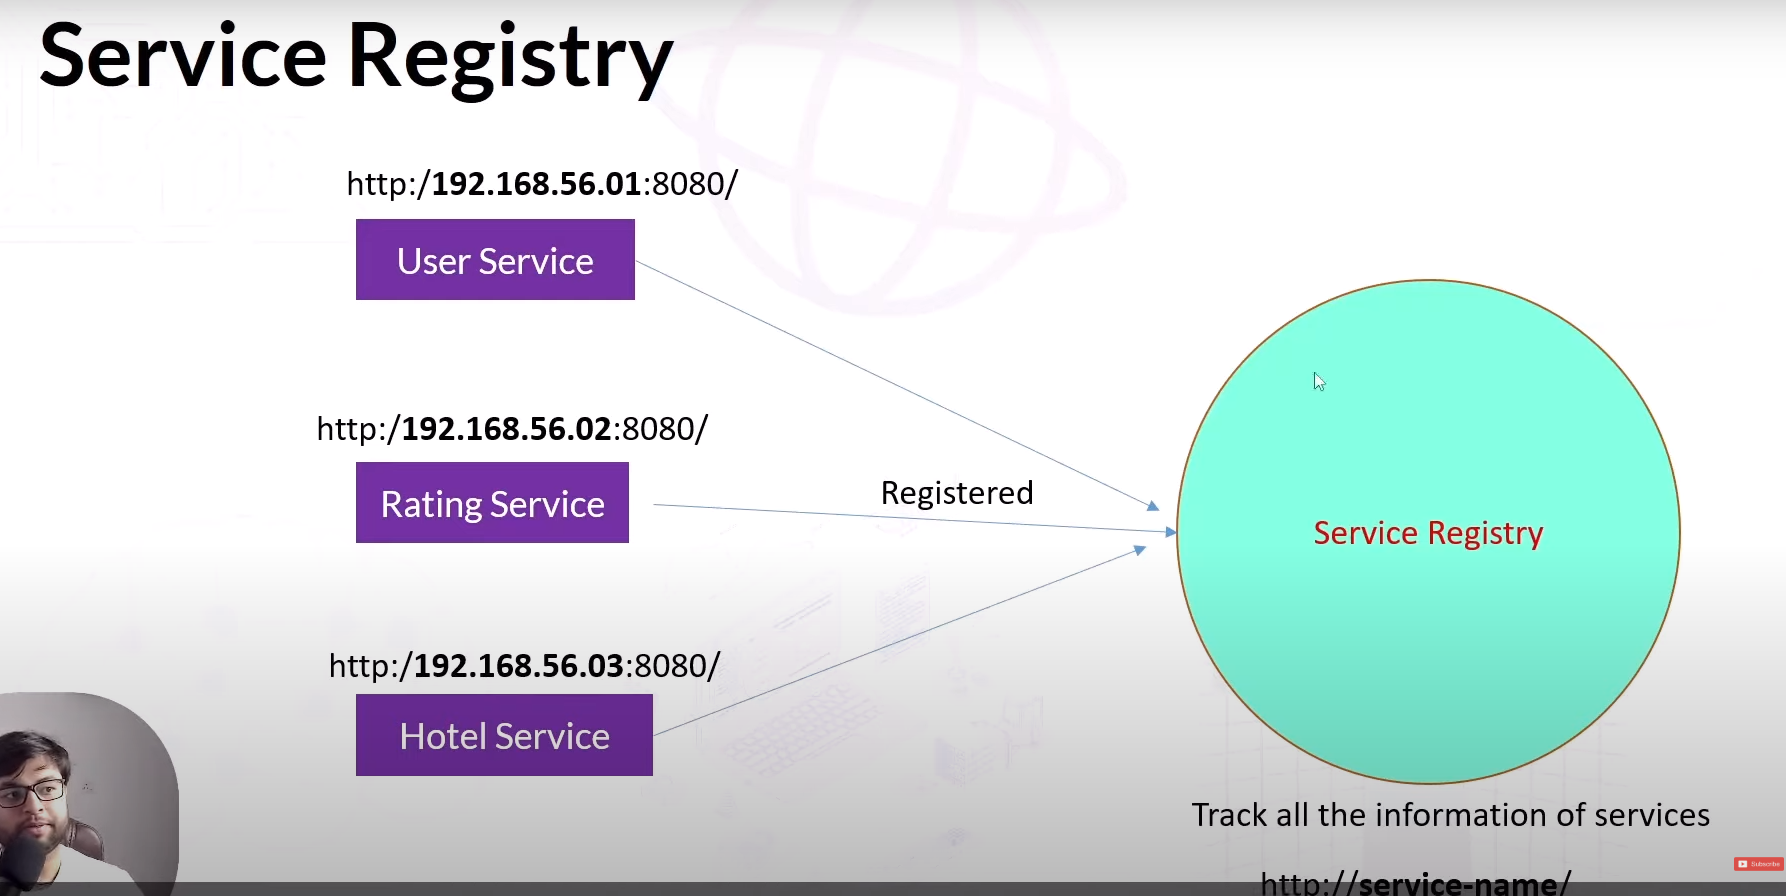 Service Registry
http:/192.168.56.01:8080/
User Service
http:/192.168.56.02:8080/
Rating Service
Registered
Service Registry
http:/192.168.56.03:8080/
Hotel Service
Track all the information of services
Subscribe
http://service-name/